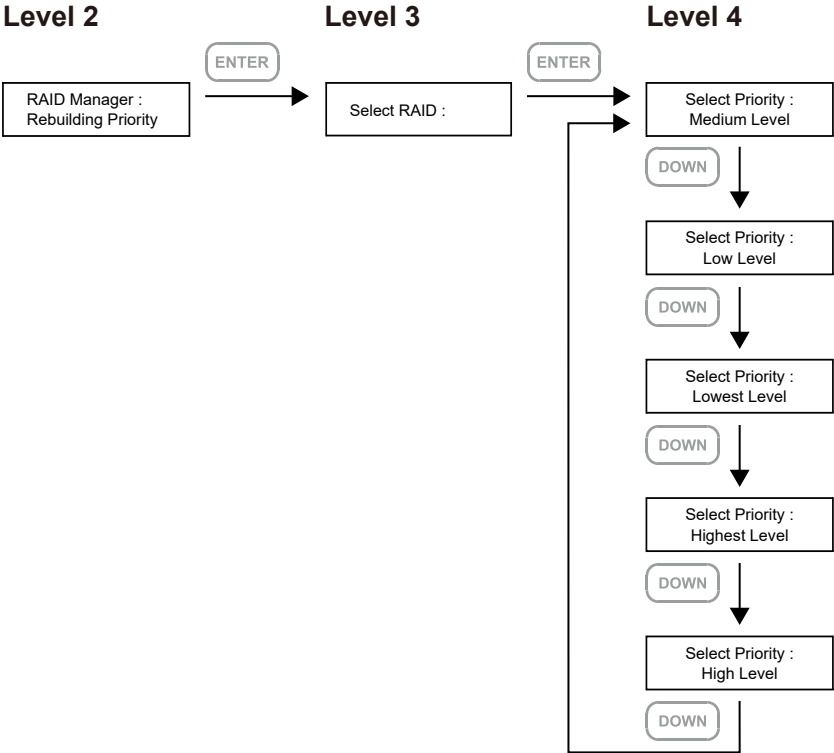 Level 2
Level 3
Level 4
ENTER
ENTER
RAID Manager :
Rebuilding Priority
Select RAID :
Select Priority :
Medium Level
DOWN
Select Priority :
Low Level
DOWN
Select Priority :
Lowest Level
DOWN
Select Priority :
Highest Level
DOWN
Select Priority :
High Level
DOWN